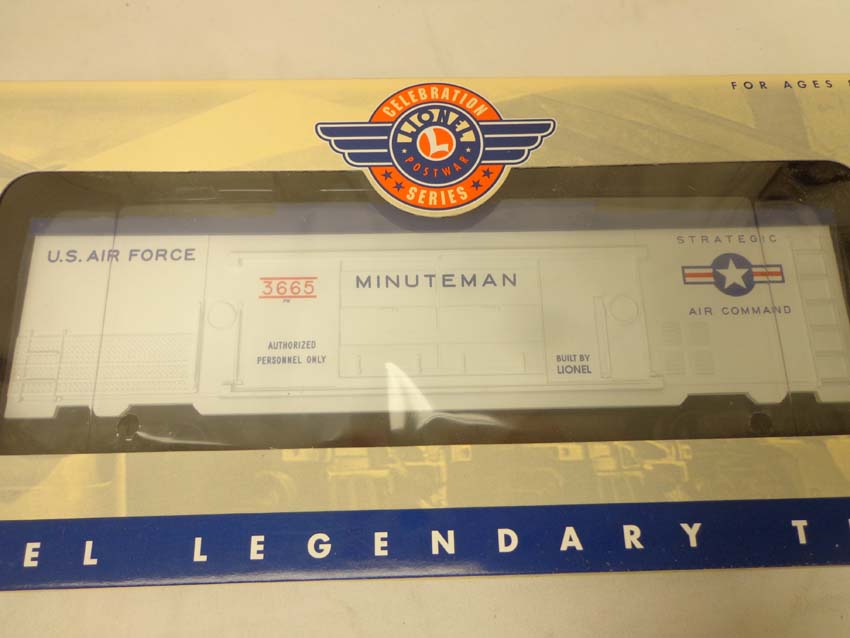 FOR AGES
CELEBRATION
LIONEL
L
POSTWAR
SERIES
U.S. AIR FORCE
3665
MINUTEMAN
STRATEGIC
AIR COMMAND
AUTHORIZED
PERSONNEL ONLY
BUILT BY
LIONEL
EL LEGENDARY T